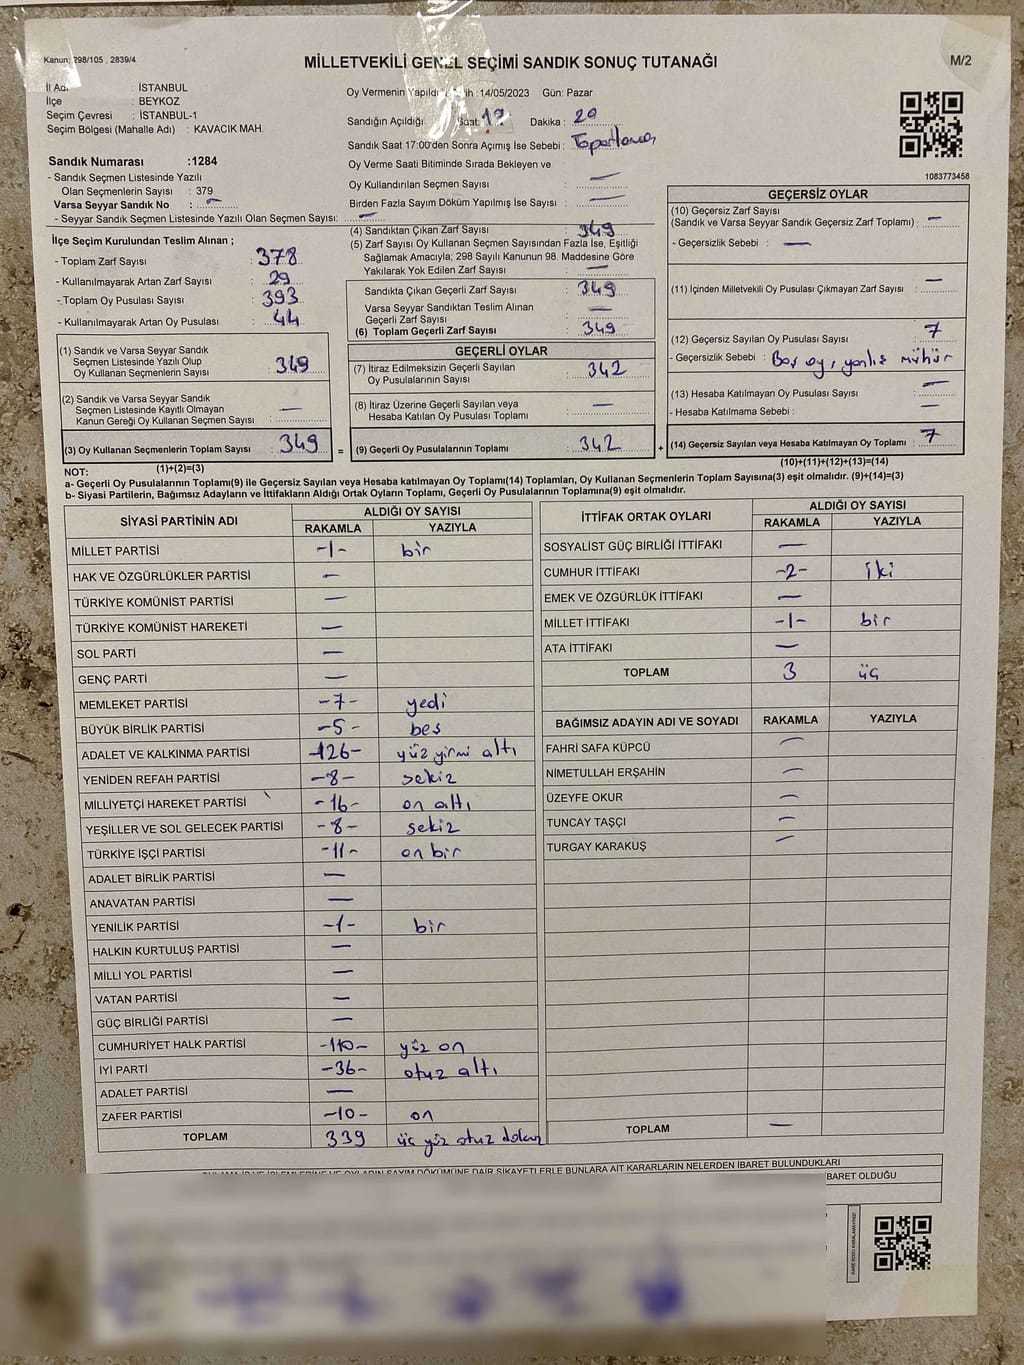 Kanun; 298/105 , 2839/4
MİLLETVEKİLİ GENEL SEÇİMİ SANDIK SONUÇ TUTANAĞI
M/2
İl Adı : İSTANBUL
İlçe : BEYKOZ
Seçim Çevresi : İSTANBUL-1
Seçim Bölgesi (Mahalle Adı) : KAVACIK MAH.
Sandık Numarası :1284
- Sandık Seçmen Listesinde Yazılı
Olan Seçmenlerin Sayısı : 379
Varsa Seyyar Sandık No : —
- Seyyar Sandık Seçmen Listesinde Yazılı Olan Seçmen Sayısı: —
Oy Vermenin :14/05/2023 Gün: Pazar
Sandığın Açıldığı Saat 19 Dakika : 20
Sandık Saat 17:00'den Sonra Açımış İse Sebebi:
Oy Verme Saati Bitiminde Sırada Bekleyen ve
Oy Kullandırılan Seçmen Sayısı : —
Birden Fazla Sayım Döküm Yapılmış İse Sayısı : —
1083773458
İlçe Seçim Kurulundan Teslim Alınan ;
- Toplam Zarf Sayısı : 378
- Kullanılmayarak Artan Zarf Sayısı : 29
- Toplam Oy Pusulası Sayısı : 393
- Kullanılmayarak Artan Oy Pusulası : 44
(1) Sandık ve Varsa Seyyar Sandık
Seçmen Listesinde Yazılı Olup
Oy Kullanan Seçmenlerin Sayısı : 349
(2) Sandık ve Varsa Seyyar Sandık
Seçmen Listesinde Kayıtlı Olmayan
Kanun Gereği Oy Kullanan Seçmen Sayısı : —
(3) Oy Kullanan Seçmenlerin Toplam Sayısı : 349
(4) Sandıktan Çıkan Zarf Sayısı : 349
(5) Zarf Sayısı Oy Kullanan Seçmen Sayısından Fazla İse, Eşitliği
Sağlamak Amacıyla; 298 Sayılı Kanunun 98. Maddesine Göre
Yakılarak Yok Edilen Zarf Sayısı : —
Sandıkta Çıkan Geçerli Zarf Sayısı : 349
Varsa Seyyar Sandıktan Teslim Alınan
Geçerli Zarf Sayısı : —
(6) Toplam Geçerli Zarf Sayısı : 349
GEÇERLİ OYLAR
(7) İtiraz Edilmeksizin Geçerli Sayılan
Oy Pusulalarının Sayısı : 342
(8) İtiraz Üzerine Geçerli Sayılan veya
Hesaba Katılan Oy Pusulası Toplamı : —
= (9) Geçerli Oy Pusulalarının Toplamı : 342
GEÇERSİZ OYLAR
(10) Geçersiz Zarf Sayısı
(Sandık ve Varsa Seyyar Sandık Geçersiz Zarf Toplamı) : —
- Geçersizlik Sebebi : —
(11) İçinden Milletvekili Oy Pusulası Çıkmayan Zarf Sayısı : —
(12) Geçersiz Sayılan Oy Pusulası Sayısı : 7
- Geçersizlik Sebebi : Boş oy, yanlış mühür
(13) Hesaba Katılmayan Oy Pusulası Sayısı : —
- Hesaba Katılmama Sebebi : —
+ (14) Geçersiz Sayılan veya Hesaba Katılmayan Oy Toplamı : 7
NOT: (1)+(2)=(3)
(10)+(11)+(12)+(13)=(14)
a- Geçerli Oy Pusulalarının Toplamı(9) ile Geçersiz Sayılan veya Hesaba katılmayan Oy Toplamı(14) Toplamları, Oy Kullanan Seçmenlerin Toplam Sayısına(3) eşit olmalıdır. (9)+(14)=(3)
b- Siyasi Partilerin, Bağımsız Adayların ve İttifakların Aldığı Ortak Oyların Toplamı, Geçerli Oy Pusulalarının Toplamına(9) eşit olmalıdır.
SİYASİ PARTİNİN ADI ALDIĞI OY SAYISI
RAKAMLA YAZIYLA
MİLLET PARTİSİ -1- bir
HAK VE ÖZGÜRLÜKLER PARTİSİ —
TÜRKİYE KOMÜNİST PARTİSİ —
TÜRKİYE KOMÜNİST HAREKETİ —
SOL PARTİ —
GENÇ PARTİ —
MEMLEKET PARTİSİ -7- yedi
BÜYÜK BİRLİK PARTİSİ -5- beş
ADALET VE KALKINMA PARTİSİ -126- yüz yirmi altı
YENİDEN REFAH PARTİSİ -8- sekiz
MİLLİYETÇİ HAREKET PARTİSİ -16- on altı
YEŞİLLER VE SOL GELECEK PARTİSİ -8- sekiz
TÜRKİYE İŞÇİ PARTİSİ -11- on bir
ADALET BİRLİK PARTİSİ —
ANAVATAN PARTİSİ —
YENİLİK PARTİSİ -1- bir
HALKIN KURTULUŞ PARTİSİ —
MİLLİ YOL PARTİSİ —
VATAN PARTİSİ —
GÜÇ BİRLİĞİ PARTİSİ —
CUMHURİYET HALK PARTİSİ -110- yüz on
İYİ PARTİ -36- otuz altı
ADALET PARTİSİ —
ZAFER PARTİSİ -10- on
TOPLAM 339 üç yüz otuz dokuz
İTTİFAK ORTAK OYLARI ALDIĞI OY SAYISI
RAKAMLA YAZIYLA
SOSYALİST GÜÇ BİRLİĞİ İTTİFAKI —
CUMHUR İTTİFAKI -2- iki
EMEK VE ÖZGÜRLÜK İTTİFAKI —
MİLLET İTTİFAKI -1- bir
ATA İTTİFAKI —
TOPLAM 3 üç
BAĞIMSIZ ADAYIN ADI VE SOYADI RAKAMLA YAZIYLA
FAHRİ SAFA KÜPCÜ —
NİMETULLAH ERŞAHİN —
ÜZEYFE OKUR —
TUNCAY TAŞÇI —
TURGAY KARAKUŞ —
TOPLAM —
DÖKÜMÜNE DAİR ŞİKAYETLERLE BUNLARA AİT KARARLARIN NELERDEN İBARET BULUNDUKLARI
İBARET OLDUĞU